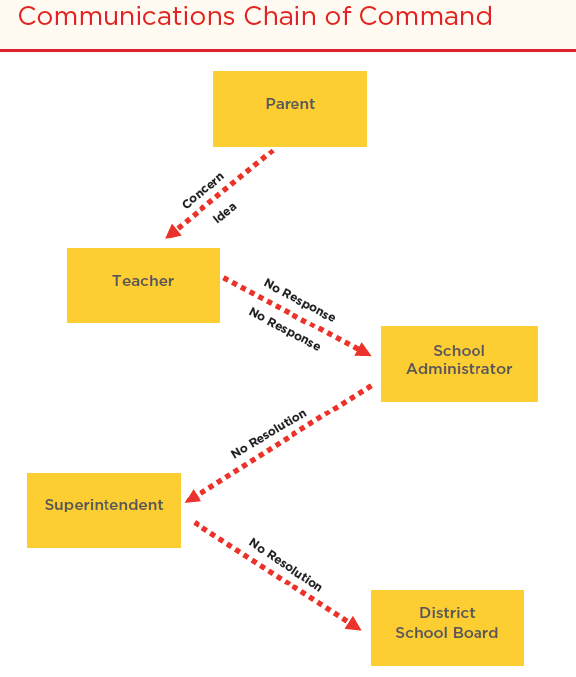 Communications Chain of Command
Parent
Concern
Idea
Teacher
No Response
No Response
School
Administrator
No Resolution
Superintendent
No Resolution
District
School Board